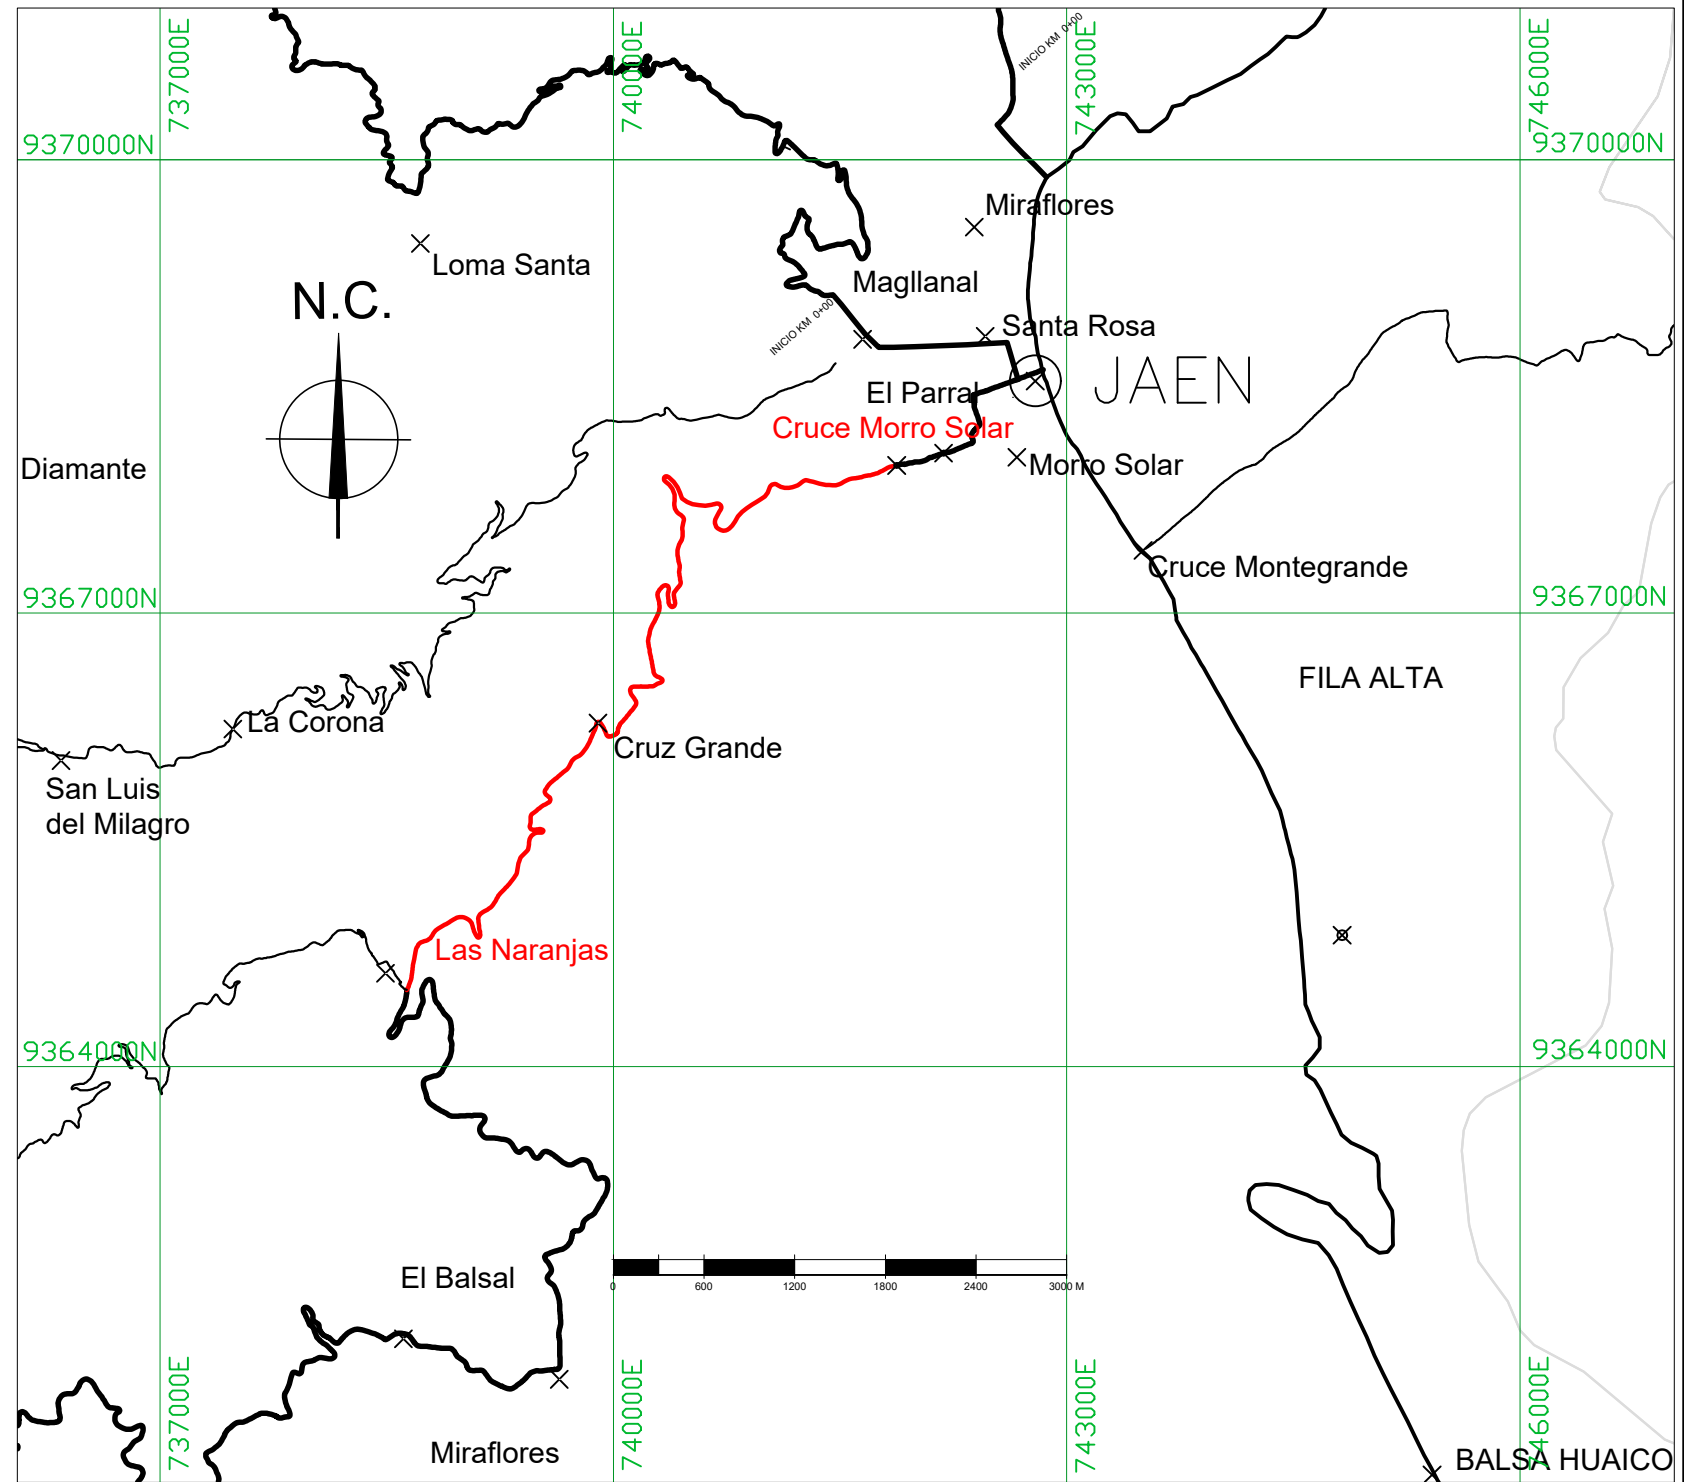 737000E
740000E
INICIO KM 0+00
743000E
746000E
9370000N
9370000N
Miraflores
Loma Santa
Magllanal
N.C.
INICIO KM 0+00
Santa Rosa
JAEN
El Parral
Cruce Morro Solar
Diamante
Morro Solar
Cruce Montegrande
9367000N
9367000N
FILA ALTA
La Corona
Cruz Grande
San Luis
del Milagro
Las Naranjas
9364000N
9364000N
El Balsal
0 600 1200 1800 2400 3000 M
737000E
740000E
743000E
746000E
Miraflores
BALSA HUAICO